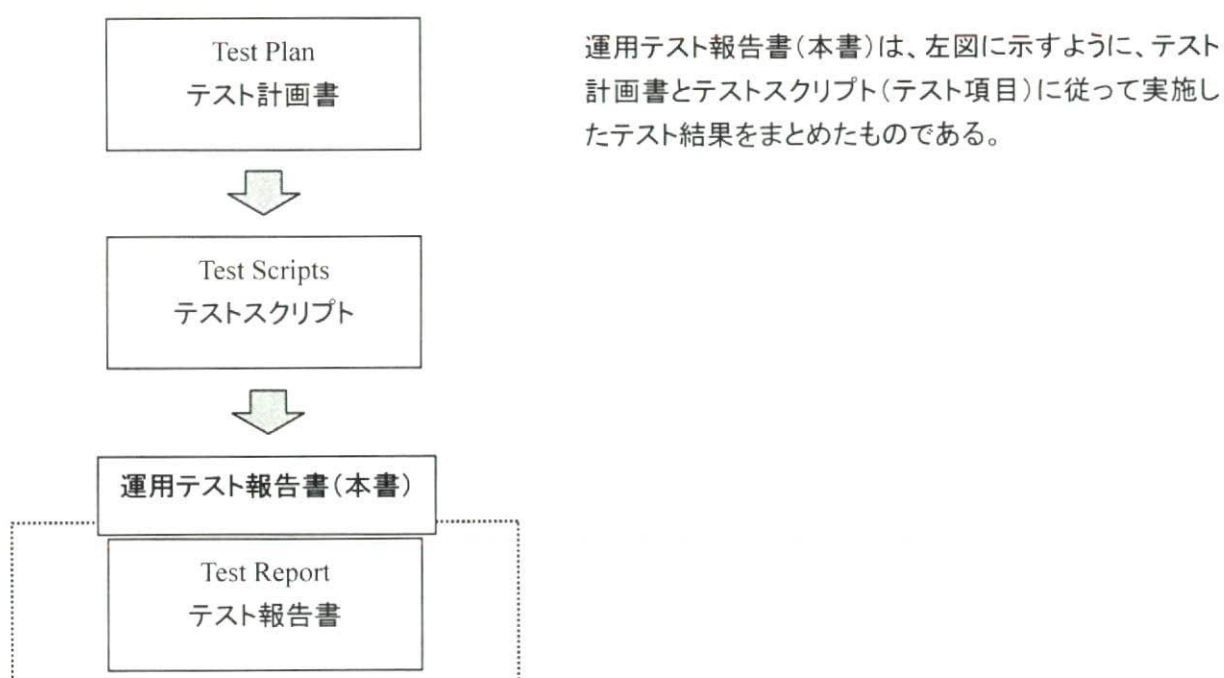 Test Plan
テスト計画書
運用テスト報告書(本書)は、左図に示すように、テスト
計画書とテストスクリプト(テスト項目)に従って実施し
たテスト結果をまとめたものである。
Test Scripts
テストスクリプト
運用テスト報告書(本書)
Test Report
テスト報告書